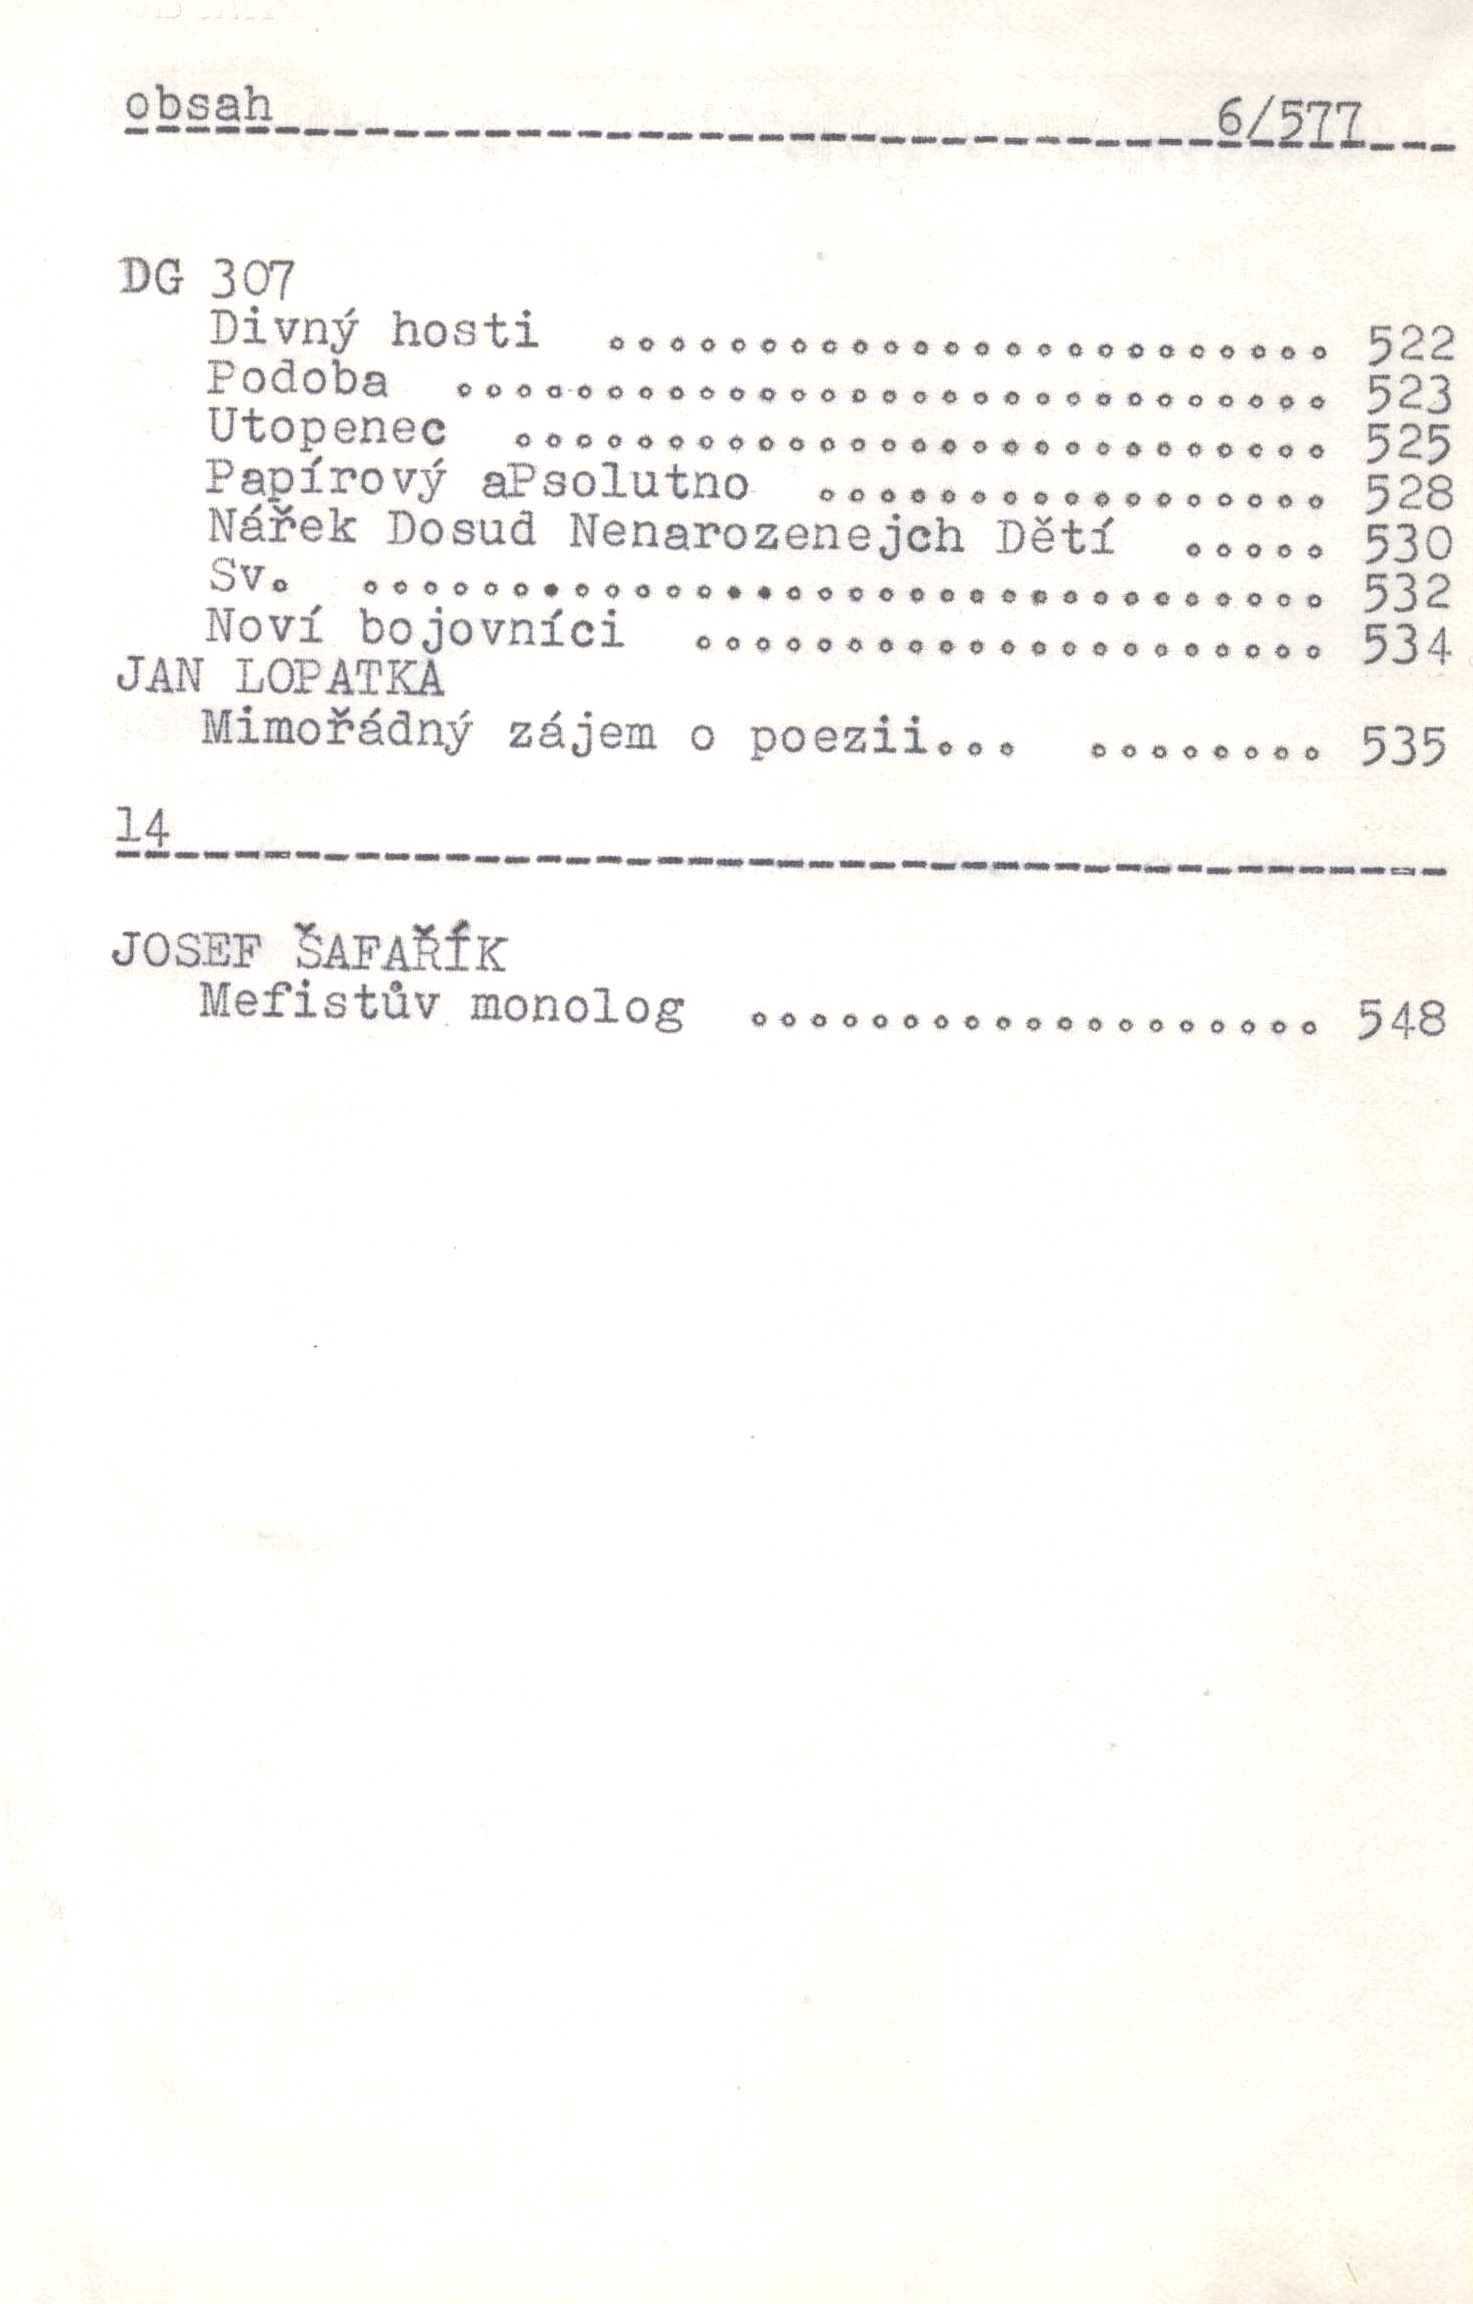 obsah 6/577
DG 307
Divný hosti ........................ 522
Podoba ............................. 523
Utopenec ........................... 525
Papírový aPsolutno ................. 528
Nářek Dosud Nenarozenejch Dětí ..... 530
Sv. ................................ 532
Noví bojovníci ..................... 534
JAN LOPATKA
Mimořádný zájem o poezii... ........ 535
14
JOSEF ŠAFAŘÍK
Mefistův monolog ................... 548